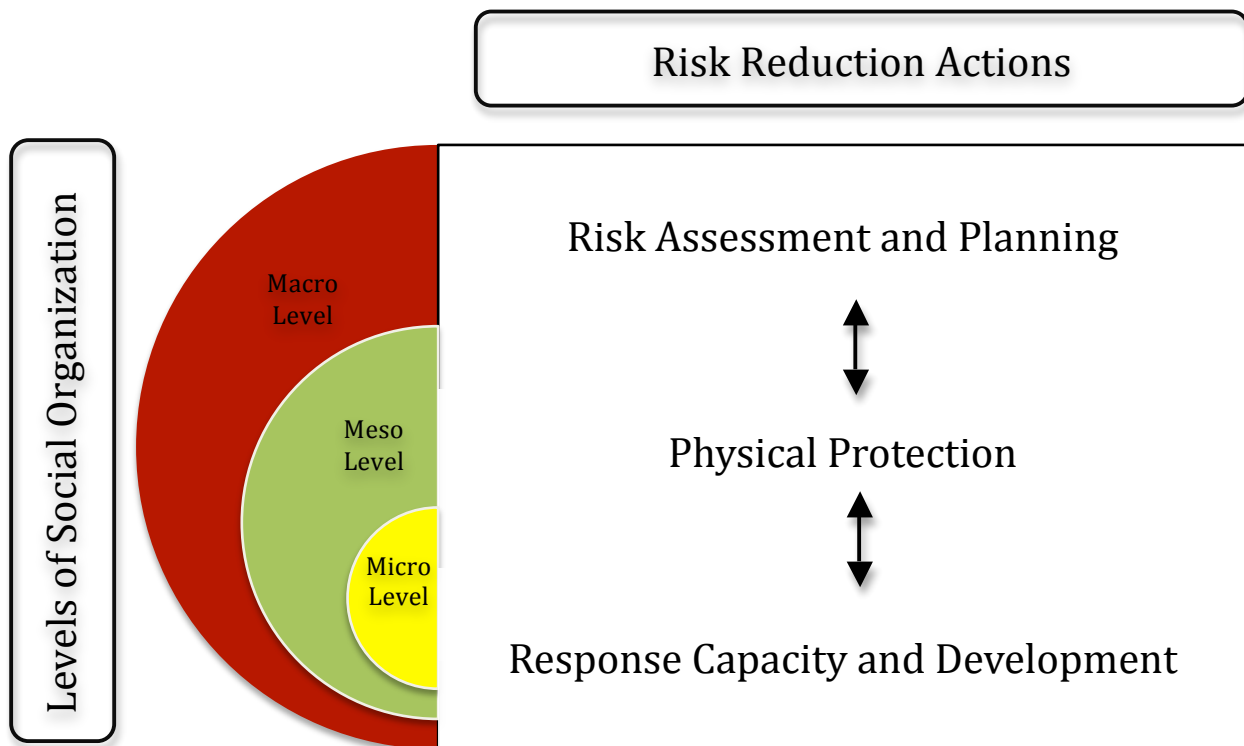 Risk Reduction Actions
Levels of Social Organization
Macro
Level
Meso
Level
Micro
Level
Risk Assessment and Planning
Physical Protection
Response Capacity and Development